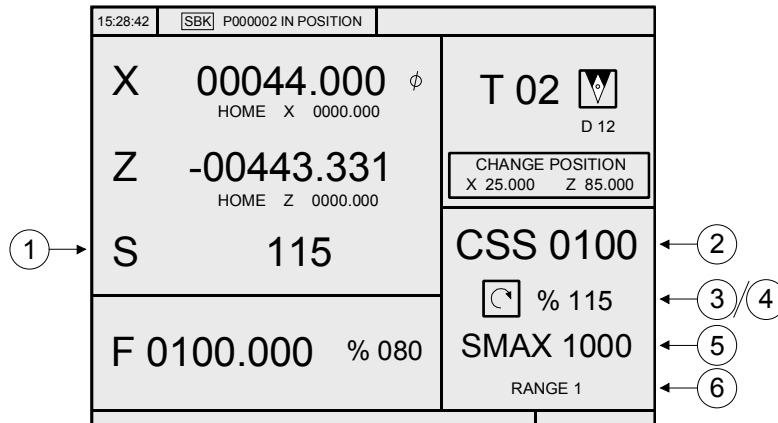 15:28:42 SBK P000002 IN POSITION
X 00044.000 ϕ
HOME X 0000.000
Z -00443.331
HOME Z 0000.000
S 115
F 0100.000 % 080
T 02
D 12
CHANGE POSITION
X 25.000 Z 85.000
CSS 0100
% 115
SMAX 1000
RANGE 1
1
2
3/4
5
6